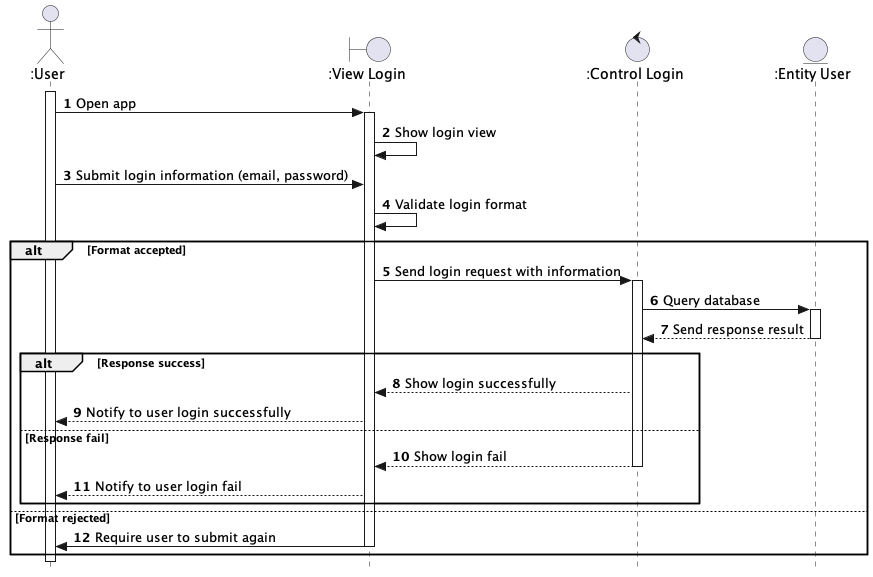 :User :View Login :Control Login :Entity User
1 Open app
2 Show login view
3 Submit login information (email, password)
4 Validate login format
alt [Format accepted]
5 Send login request with information
6 Query database
7 Send response result
alt [Response success]
8 Show login successfully
9 Notify to user login successfully
[Response fail]
10 Show login fail
11 Notify to user login fail
[Format rejected]
12 Require user to submit again